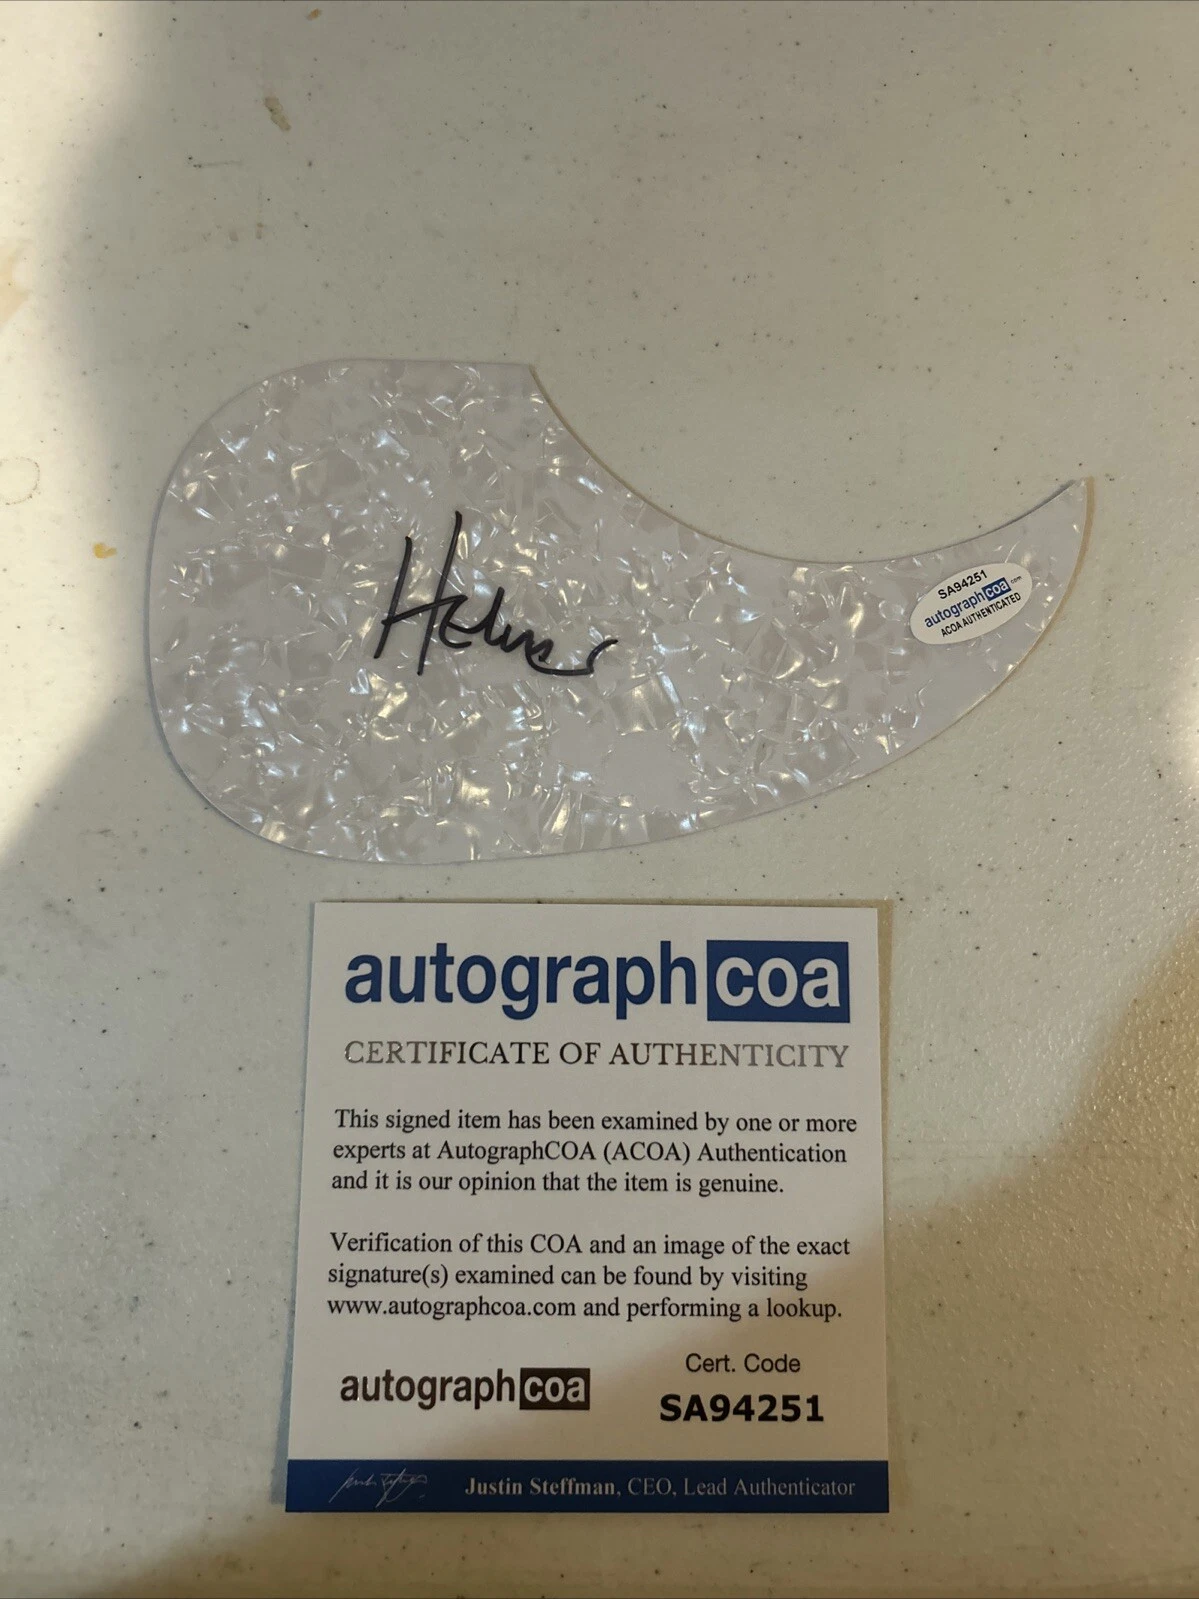 SA94251
autographcoa.com
ACOA AUTHENTICATED
autographcoa
CERTIFICATE OF AUTHENTICITY
This signed item has been examined by one or more
experts at AutographCOA (ACOA) Authentication
and it is our opinion that the item is genuine.
Verification of this COA and an image of the exact
signature(s) examined can be found by visiting
www.autographcoa.com and performing a lookup.
autographcoa
Cert. Code
SA94251
Justin Steffman, CEO, Lead Authenticator